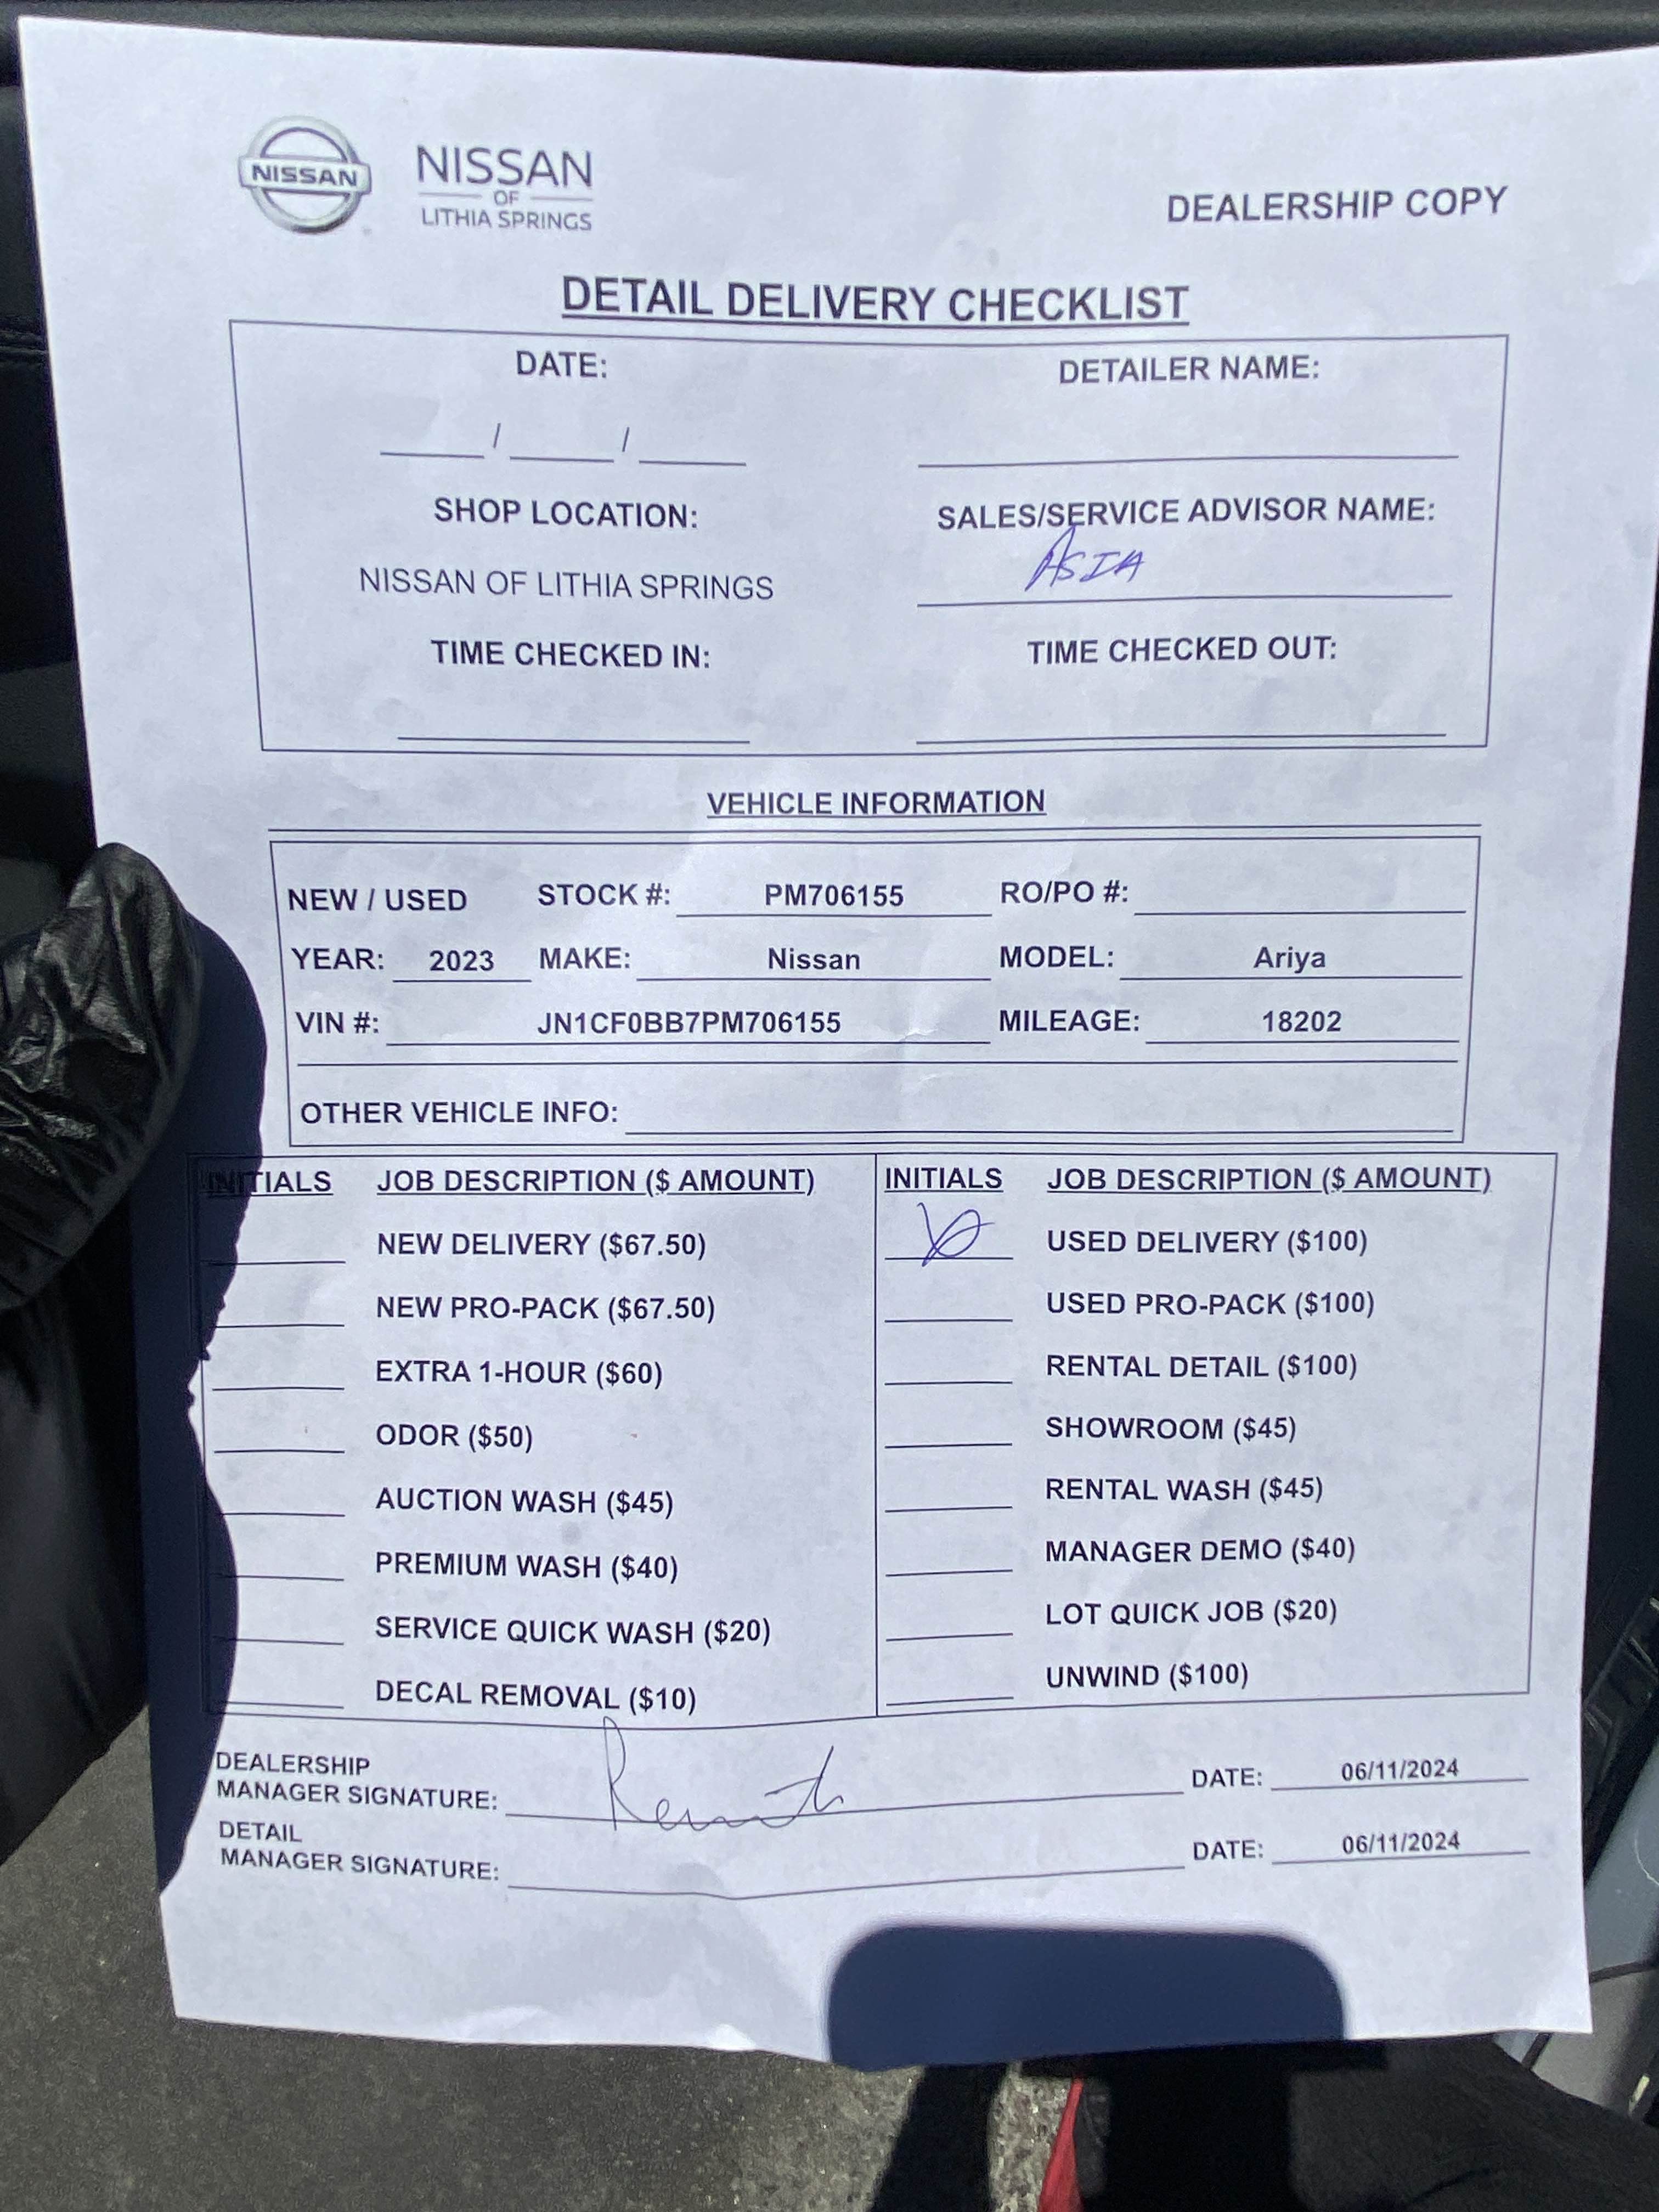 NISSAN
NISSAN
OF
LITHIA SPRINGS
DEALERSHIP COPY
DETAIL DELIVERY CHECKLIST
DATE: DETAILER NAME:
____/____/____
SHOP LOCATION: SALES/SERVICE ADVISOR NAME:
NISSAN OF LITHIA SPRINGS ASIA
TIME CHECKED IN: TIME CHECKED OUT:
VEHICLE INFORMATION
NEW / USED STOCK #: PM706155 RO/PO #:
YEAR: 2023 MAKE: Nissan MODEL: Ariya
VIN #: JN1CF0BB7PM706155 MILEAGE: 18202
OTHER VEHICLE INFO:
INITIALS JOB DESCRIPTION ($ AMOUNT) INITIALS JOB DESCRIPTION ($ AMOUNT)
NEW DELIVERY ($67.50) USED DELIVERY ($100)
NEW PRO-PACK ($67.50) USED PRO-PACK ($100)
EXTRA 1-HOUR ($60) RENTAL DETAIL ($100)
ODOR ($50) SHOWROOM ($45)
AUCTION WASH ($45) RENTAL WASH ($45)
PREMIUM WASH ($40) MANAGER DEMO ($40)
SERVICE QUICK WASH ($20) LOT QUICK JOB ($20)
DECAL REMOVAL ($10) UNWIND ($100)
DEALERSHIP
MANAGER SIGNATURE: DATE: 06/11/2024
DETAIL
MANAGER SIGNATURE: DATE: 06/11/2024